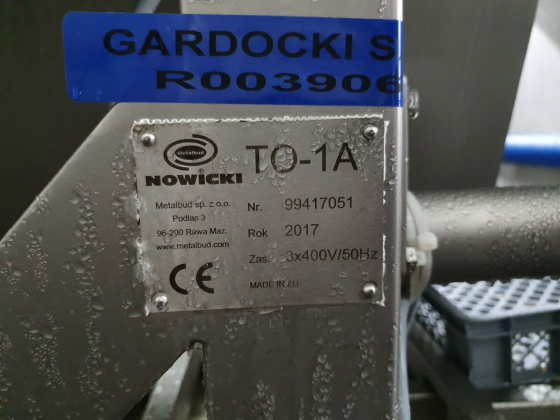 GARDOCKI S
R003906
Metalbud
NOWICKI
TO-1A
Metalbud sp. z o.o.
Podlas 3
96-200 Rawa Maz.
www.metalbud.com
Nr. 99417051
Rok 2017
Zas. 3x400V/50Hz
CE
MADE IN EU